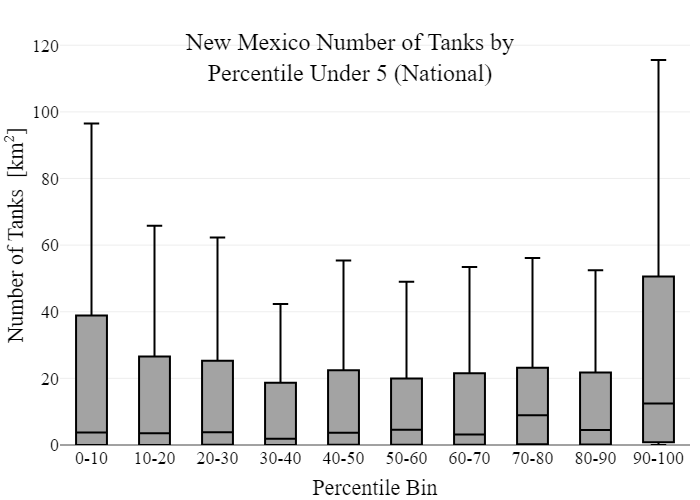 New Mexico Number of Tanks by
Percentile Under 5 (National)
Number of Tanks [km²]
120
100
80
60
40
20
0
0-10 10-20 20-30 30-40 40-50 50-60 60-70 70-80 80-90 90-100
Percentile Bin